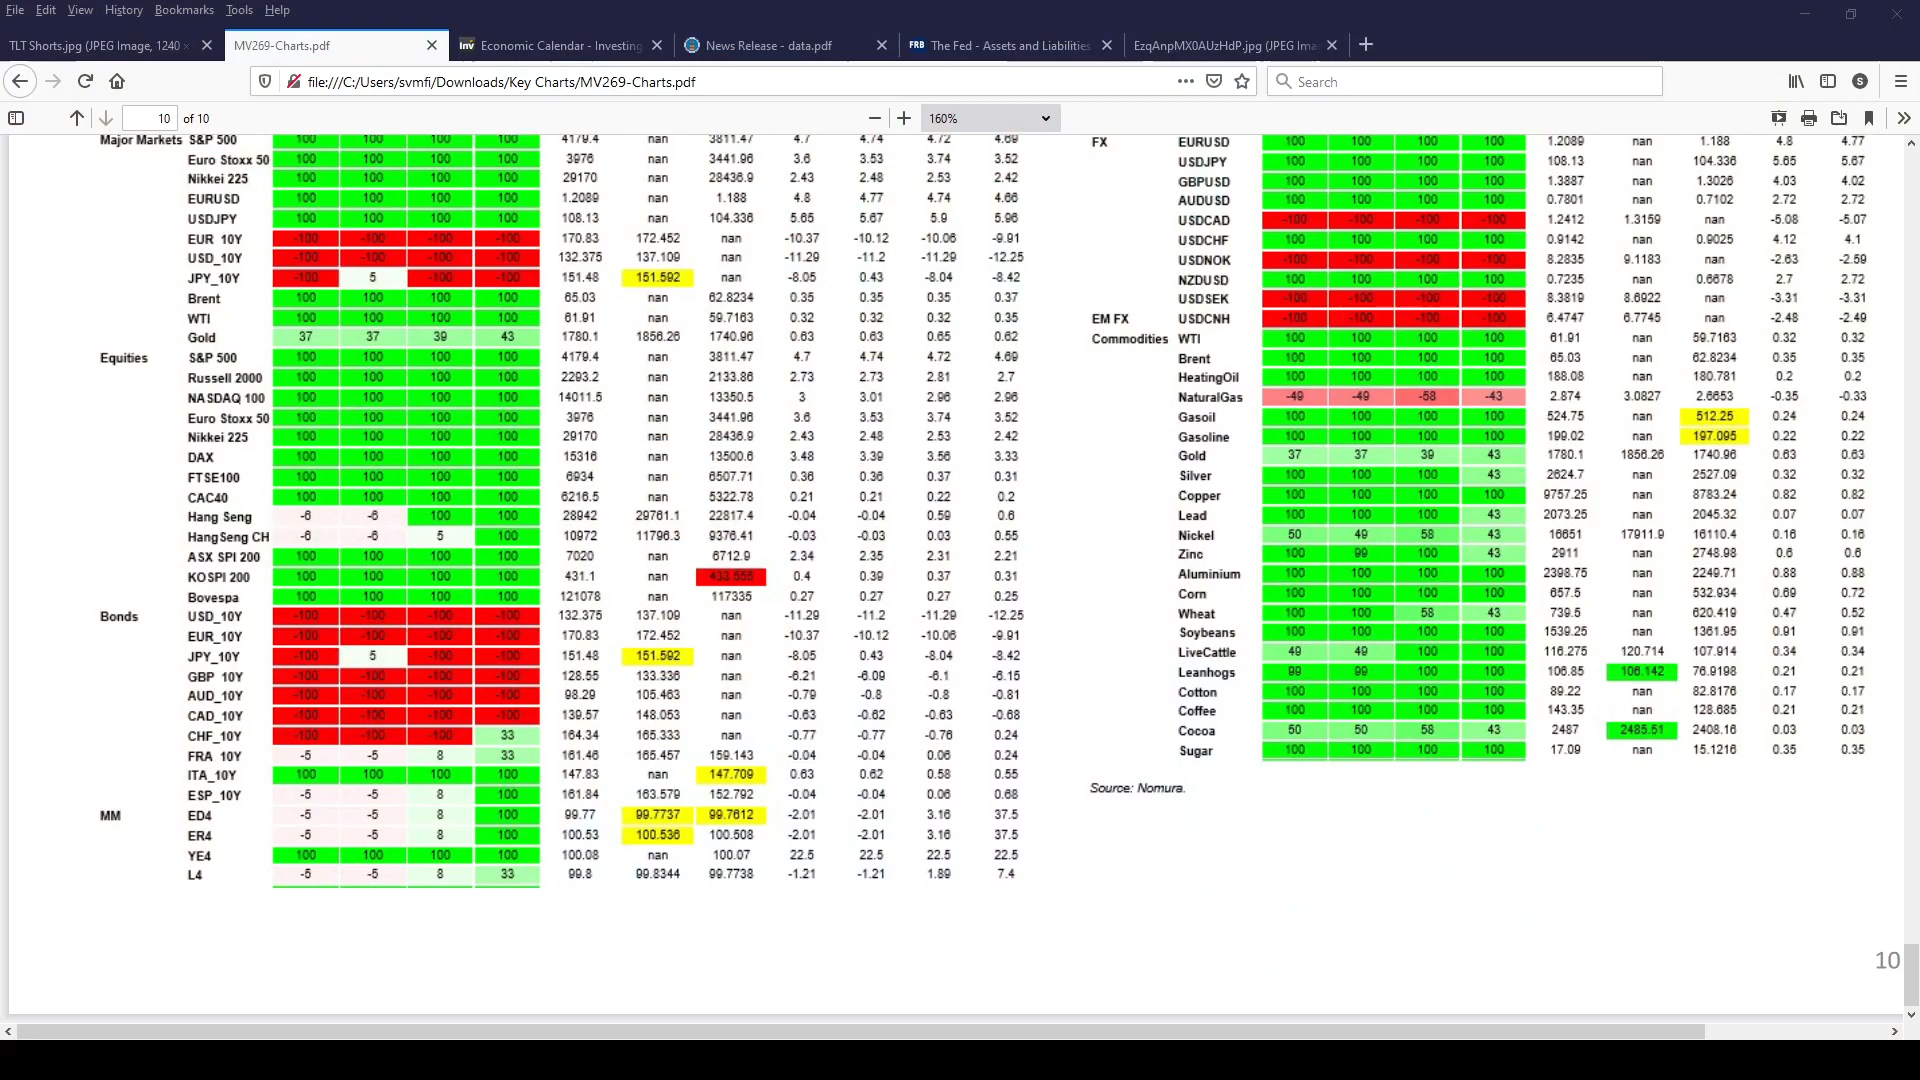 File Edit View History Bookmarks Tools Help
TLT Shorts.jpg (JPEG Image, 1240 MV269-Charts.pdf Economic Calendar - Investing News Release - data.pdf FRB The Fed - Assets and Liabilities EzqAnpMX0AUzHdP.jpg (JPEG Ima
file:///C:/Users/svmfi/Downloads/Key Charts/MV269-Charts.pdf Search
10 of 10 160%
Major Markets S&P 500 100 100 100 100 4179.4 nan 3811.47 4.7 4.74 4.72 4.69
Euro Stoxx 50 100 100 100 100 3976 nan 3441.96 3.6 3.53 3.74 3.52
Nikkei 225 100 100 100 100 29170 nan 28436.9 2.43 2.48 2.53 2.42
EURUSD 100 100 100 100 1.2089 nan 1.188 4.8 4.77 4.74 4.66
USDJPY 100 100 100 100 108.13 nan 104.336 5.65 5.67 5.9 5.96
EUR 10Y -100 -100 -100 -100 170.83 172.452 nan -10.37 -10.12 -10.06 -9.91
USD_10Y -100 -100 -100 -100 132.375 137.109 nan -11.29 -11.2 -11.29 -12.25
JPY_10Y -100 5 -100 -100 151.48 151.592 nan -8.05 0.43 -8.04 -8.42
Brent 100 100 100 100 65.03 nan 62.8234 0.35 0.35 0.35 0.37
WTI 100 100 100 100 61.91 nan 59.7163 0.32 0.32 0.32 0.35
Gold 37 37 39 43 1780.1 1856.26 1740.96 0.63 0.63 0.65 0.62
Equities S&P 500 100 100 100 100 4179.4 nan 3811.47 4.7 4.74 4.72 4.69
Russell 2000 100 100 100 100 2293.2 nan 2133.86 2.73 2.73 2.81 2.7
NASDAQ 100 100 100 100 100 14011.5 nan 13350.5 3 3.01 2.96 2.96
Euro Stoxx 50 100 100 100 100 3976 nan 3441.96 3.6 3.53 3.74 3.52
Nikkei 225 100 100 100 100 29170 nan 28436.9 2.43 2.48 2.53 2.42
DAX 100 100 100 100 15316 nan 13500.6 3.48 3.39 3.56 3.33
FTSE100 100 100 100 100 6934 nan 6507.71 0.36 0.36 0.37 0.31
CAC40 100 100 100 100 6216.5 nan 5322.78 0.21 0.21 0.22 0.2
Hang Seng -6 -6 100 100 28942 29761.1 22817.4 -0.04 -0.04 0.59 0.6
HangSeng CH -6 -6 5 100 10972 11796.3 9376.41 -0.03 -0.03 0.03 0.55
ASX SPI 200 100 100 100 100 7020 nan 6712.9 2.34 2.35 2.31 2.21
KOSPI 200 100 100 100 100 431.1 nan 433.555 0.4 0.39 0.37 0.31
Bovespa 100 100 100 100 121078 nan 117335 0.27 0.27 0.27 0.25
Bonds USD_10Y -100 -100 -100 -100 132.375 137.109 nan -11.29 -11.2 -11.29 -12.25
EUR_10Y -100 -100 -100 -100 170.83 172.452 nan -10.37 -10.12 -10.06 -9.91
JPY_10Y -100 5 -100 -100 151.48 151.592 nan -8.05 0.43 -8.04 -8.42
GBP 10Y -100 -100 -100 -100 128.55 133.336 nan -6.21 -6.09 -6.1 -6.15
AUD_10Y -100 -100 -100 -100 98.29 105.463 nan -0.79 -0.8 -0.8 -0.81
CAD_10Y -100 -100 -100 -100 139.57 148.053 nan -0.63 -0.62 -0.63 -0.68
CHF_10Y -100 -100 -100 33 164.34 165.333 nan -0.77 -0.77 -0.76 0.24
FRA 10Y -5 -5 8 33 161.46 165.457 159.143 -0.04 -0.04 0.06 0.24
ITA_10Y 100 100 100 100 147.83 nan 147.709 0.63 0.62 0.58 0.55
ESP_10Y -5 -5 8 100 161.84 163.579 152.792 -0.04 -0.04 0.06 0.68
MM ED4 -5 -5 8 100 99.77 99.7737 99.7612 -2.01 -2.01 3.16 37.5
ER4 -5 -5 8 100 100.53 100.536 100.508 -2.01 -2.01 3.16 37.5
YE4 100 100 100 100 100.08 nan 100.07 22.5 22.5 22.5 22.5
L4 -5 -5 8 33 99.8 99.8344 99.7738 -1.21 -1.21 1.89 7.4
FX EURUSD 100 100 100 100 1.2089 nan 1.188 4.8 4.77
USDJPY 100 100 100 100 108.13 nan 104.336 5.65 5.67
GBPUSD 100 100 100 100 1.3887 nan 1.3026 4.03 4.02
AUDUSD 100 100 100 100 0.7801 nan 0.7102 2.72 2.72
USDCAD -100 -100 -100 -100 1.2412 1.3159 nan -5.08 -5.07
USDCHF 100 100 100 100 0.9142 nan 0.9025 4.12 4.1
USDNOK -100 -100 -100 -100 8.2835 9.1183 nan -2.63 -2.59
NZDUSD 100 100 100 100 0.7235 nan 0.6678 2.7 2.72
USDSEK -100 -100 -100 -100 8.3819 8.6922 nan -3.31 -3.31
EM FX USDCNH -100 -100 -100 -100 6.4747 6.7745 nan -2.48 -2.49
Commodities WTI 100 100 100 100 61.91 nan 59.7163 0.32 0.32
Brent 100 100 100 100 65.03 nan 62.8234 0.35 0.35
HeatingOil 100 100 100 100 188.08 nan 180.781 0.2 0.2
NaturalGas -49 -49 -58 -43 2.874 3.0827 2.6653 -0.35 -0.33
Gasoil 100 100 100 100 524.75 nan 512.25 0.24 0.24
Gasoline 100 100 100 100 199.02 nan 197.095 0.22 0.22
Gold 37 37 39 43 1780.1 1856.26 1740.96 0.63 0.63
Silver 100 100 100 43 2624.7 nan 2527.09 0.32 0.32
Copper 100 100 100 100 9757.25 nan 8783.24 0.82 0.82
Lead 100 100 100 43 2073.25 nan 2045.32 0.07 0.07
Nickel 50 49 58 43 16651 17911.9 16110.4 0.16 0.16
Zinc 100 99 100 43 2911 nan 2748.98 0.6 0.6
Aluminium 100 100 100 100 2398.75 nan 2249.71 0.88 0.88
Corn 100 100 100 100 657.5 nan 532.934 0.69 0.72
Wheat 100 100 58 43 739.5 nan 620.419 0.47 0.52
Soybeans 100 100 100 100 1539.25 nan 1361.95 0.91 0.91
LiveCattle 49 49 100 100 116.275 120.714 107.914 0.34 0.34
Leanhogs 99 99 100 100 106.85 106.142 76.9198 0.21 0.21
Cotton 100 100 100 100 89.22 nan 82.8176 0.17 0.17
Coffee 100 100 100 100 143.35 nan 128.685 0.21 0.21
Cocoa 50 50 58 43 2487 2485.51 2408.16 0.03 0.03
Sugar 100 100 100 100 17.09 nan 15.1216 0.35 0.35
Source: Nomura.
10